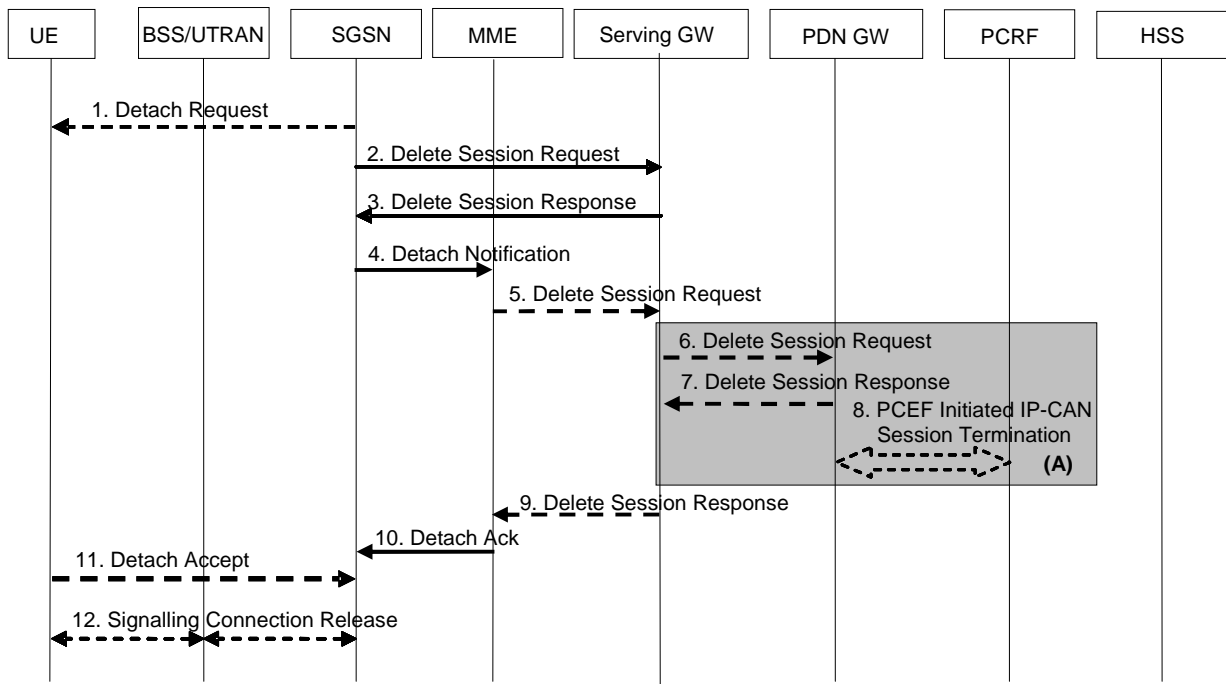 UE
BSS/UTRAN
SGSN
MME
Serving GW
PDN GW
PCRF
HSS
1. Detach Request
2. Delete Session Request
3. Delete Session Response
4. Detach Notification
5. Delete Session Request
6. Delete Session Request
7. Delete Session Response
8. PCEF Initiated IP-CAN
Session Termination
(A)
9. Delete Session Response
10. Detach Ack
11. Detach Accept
12. Signalling Connection Release